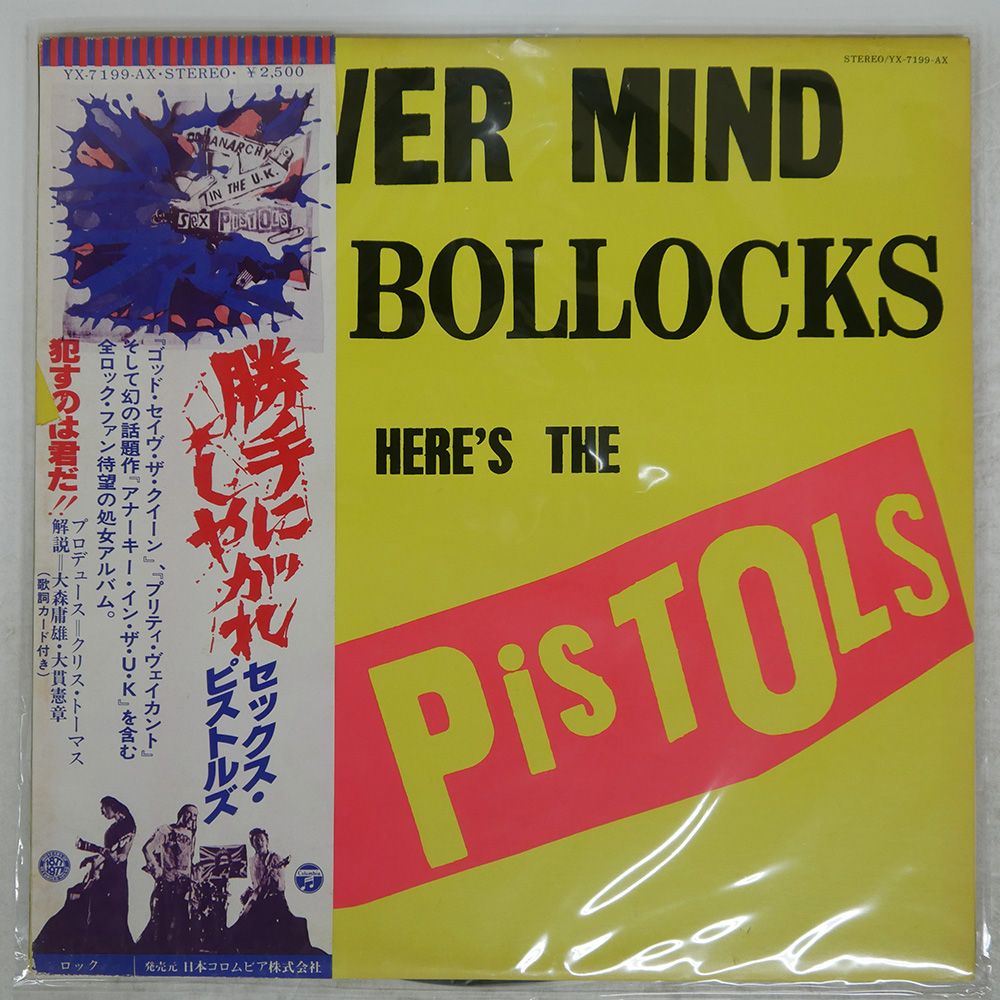 YX-7199-AX・STEREO・¥2,500
ANARCHY
IN THE U.K.
SEX PISTOLS
『ゴッド・セイヴ・ザ・クイーン』、『プリティ・ヴェイカント』
そして幻の話題作『アナーキー・イン・ザ・U・K』を含む
全ロック・ファン待望の処女アルバム。
犯すのは君だ!!
プロデュース＝クリス・トーマス
解説＝大森庸雄・大貫憲章
(歌詞カード付き)
勝手に
しやがれ
セックス・
ピストルズ
Columbia
ロック
発売元 日本コロムビア株式会社
STEREO/YX-7199-AX
VER MIND
BOLLOCKS
HERE'S THE
PiSTOLS